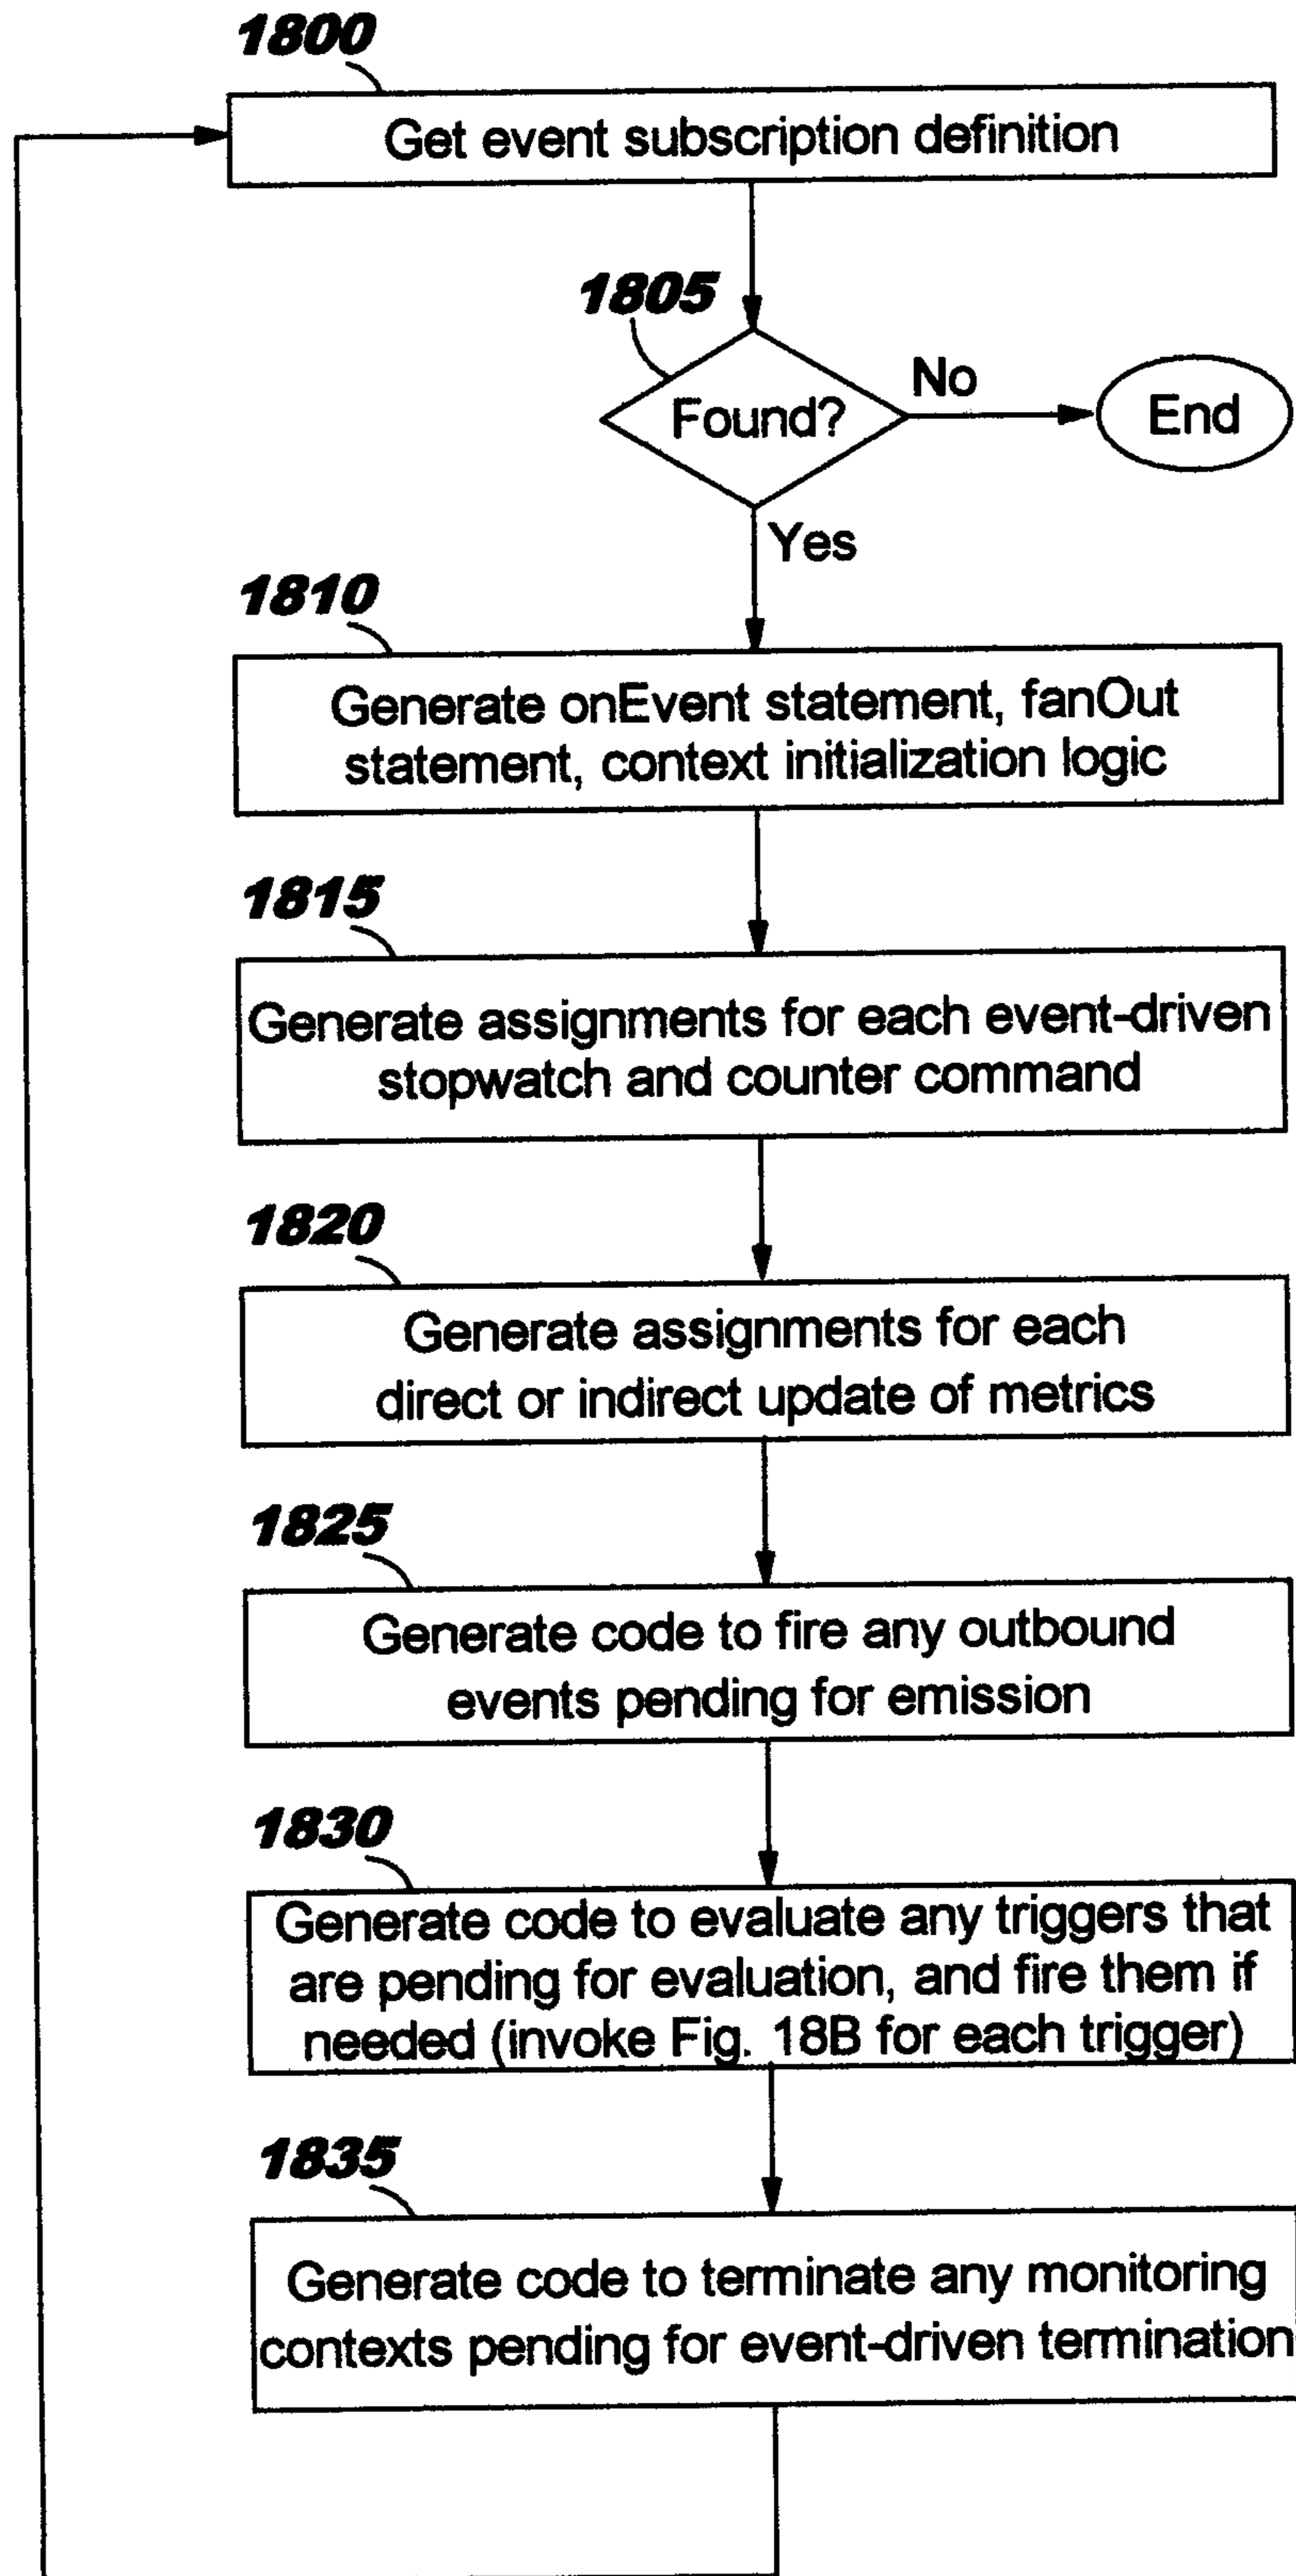 1800
Get event subscription definition
1805
Found?
No
End
Yes
1810
Generate onEvent statement, fanOut
statement, context initialization logic
1815
Generate assignments for each event-driven
stopwatch and counter command
1820
Generate assignments for each
direct or indirect update of metrics
1825
Generate code to fire any outbound
events pending for emission
1830
Generate code to evaluate any triggers that
are pending for evaluation, and fire them if
needed (invoke Fig. 18B for each trigger)
1835
Generate code to terminate any monitoring
contexts pending for event-driven termination